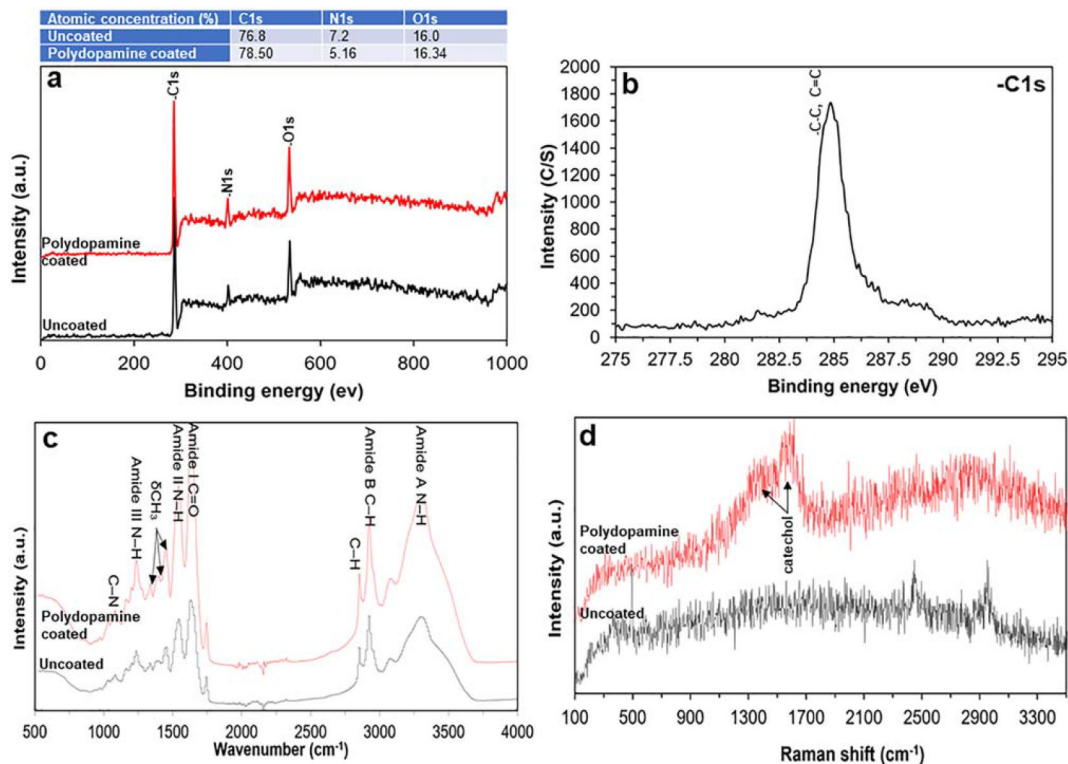 Atomic concentration (%) C1s N1s O1s
Uncoated 76.8 7.2 16.0
Polydopamine coated 78.50 5.16 16.34
a
-C1s
-N1s
-O1s
Polydopamine
coated
Uncoated
Intensity (a.u.)
0 200 400 600 800 1000
Binding energy (ev)
b
-C1s
-C-C, C=C
Intensity (C/S)
2000
1800
1600
1400
1200
1000
800
600
400
200
0
275 277.5 280 282.5 285 287.5 290 292.5 295
Binding energy (eV)
c
C–N
Amide III N–H
δCH3
Amide II N–H
Amide I C=O
C–H
Amide B C–H
Amide A N–H
Polydopamine
coated
Uncoated
Intensity (a.u.)
500 1000 1500 2000 2500 3000 3500 4000
Wavenumber (cm-1)
d
catechol
Polydopamine
coated
Uncoated
Intensity (a.u.)
100 500 900 1300 1700 2100 2500 2900 3300
Raman shift (cm-1)